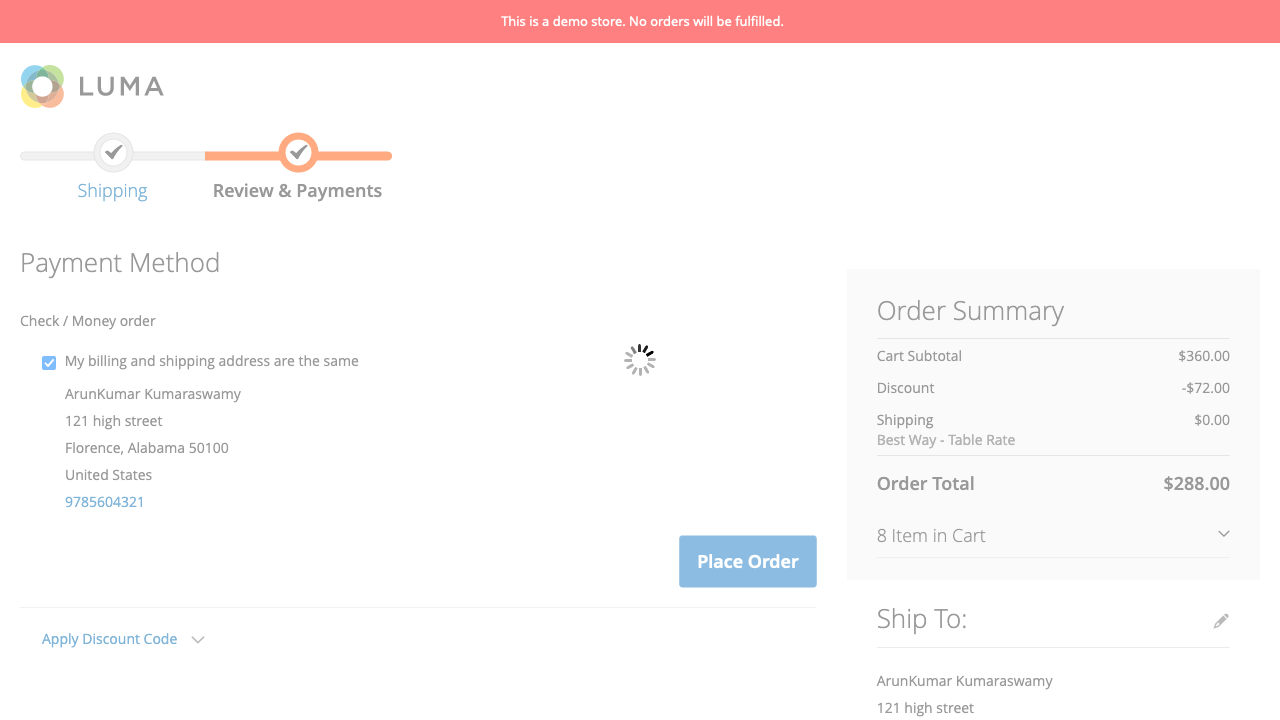 This is a demo store. No orders will be fulfilled.
LUMA
Shipping
Review & Payments
Payment Method
Check / Money order
My billing and shipping address are the same
ArunKumar Kumaraswamy
121 high street
Florence, Alabama 50100
United States
9785604321
Place Order
Apply Discount Code
Order Summary
Cart Subtotal $360.00
Discount -$72.00
Shipping $0.00
Best Way - Table Rate
Order Total $288.00
8 Item in Cart
Ship To:
ArunKumar Kumaraswamy
121 high street